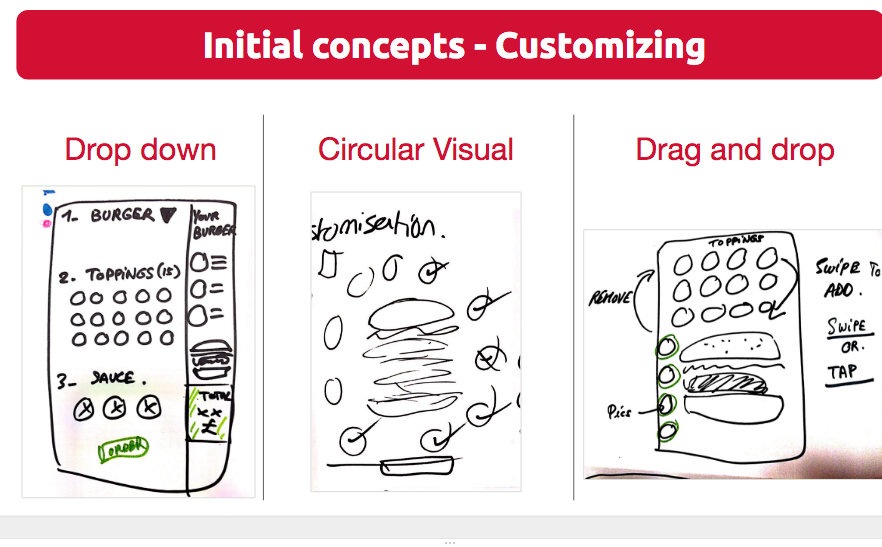 Initial concepts - Customizing
Drop down
Circular Visual
Drag and drop
1- BURGER
YOUR
BURGER
2. TOPPINGS (15)
3- SAUCE.
TOTAL
xx
£
ORDER
stomisation.
TOPPINGS
REMOVE
Pics
SWIPE TO
ADD.
SWIPE
OR.
TAP